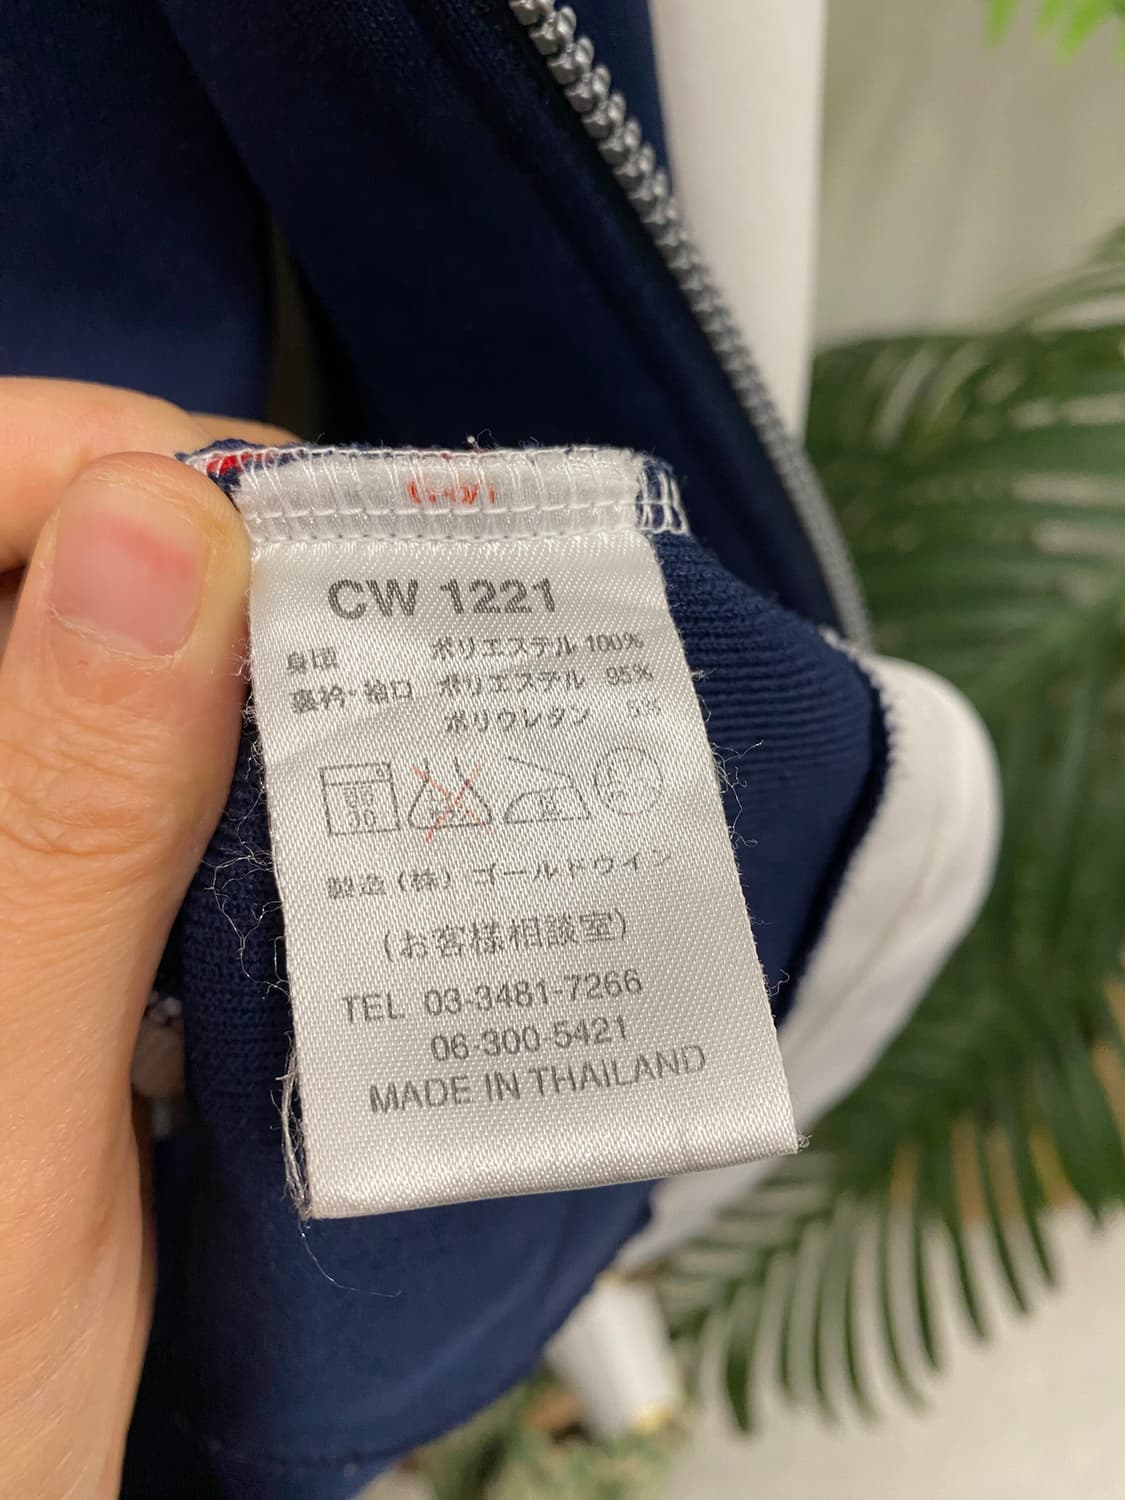 CW 1221
身頃 ポリエステル 100%
裏衿・袖口 ポリエステル 95%
ポリウレタン 5%
30
製造(株)ゴールドウイン
(お客様相談室)
TEL 03-3481-7266
06-300-5421
MADE IN THAILAND